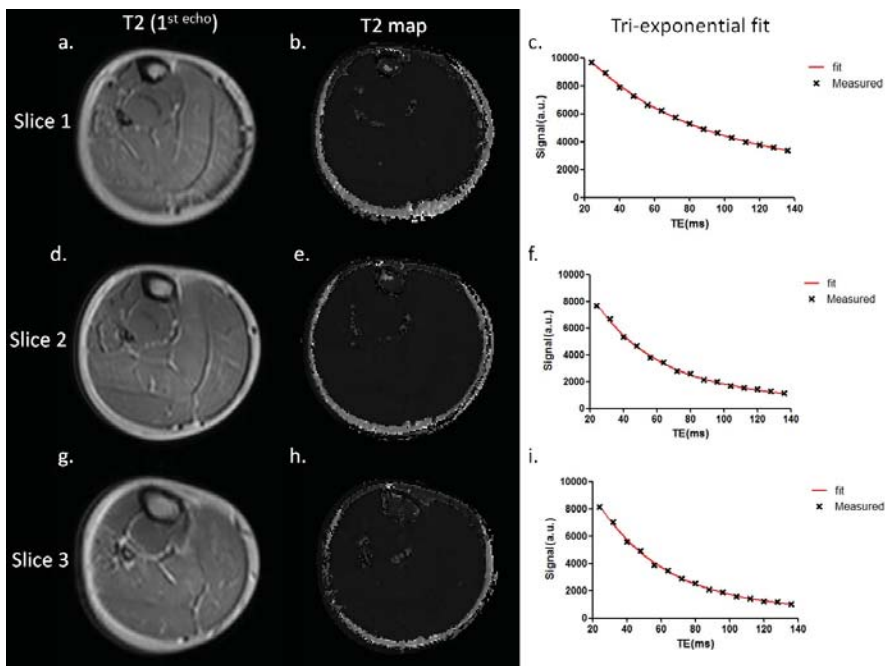 T2 (1st echo)
T2 map
Tri-exponential fit
a.
b.
c.
Slice 1
10000
8000
6000
4000
2000
0
Signal(a.u.)
20 40 60 80 100 120 140
TE(ms)
fit
Measured
d.
e.
f.
Slice 2
10000
8000
6000
4000
2000
0
Signal(a.u.)
20 40 60 80 100 120 140
TE(ms)
fit
Measured
g.
h.
i.
Slice 3
10000
8000
6000
4000
2000
0
Signal(a.u.)
20 40 60 80 100 120 140
TE(ms)
fit
Measured